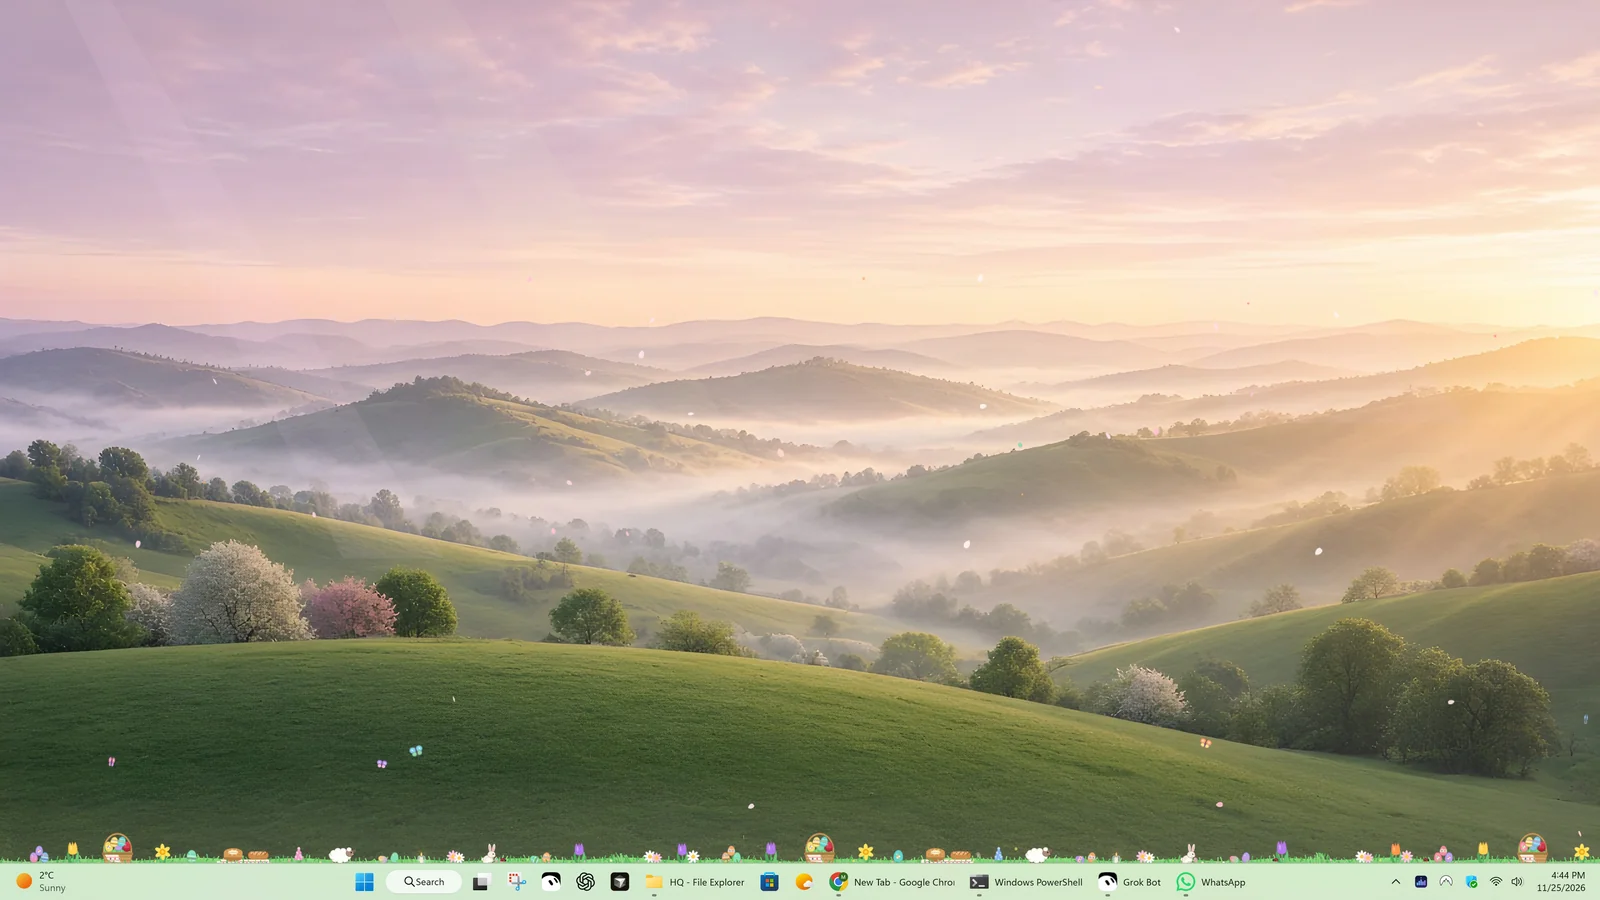 2°C
Sunny
Search
HQ - File Explorer
New Tab - Google Chro
Windows PowerShell
Grok Bot
WhatsApp
4:44 PM
11/25/2026